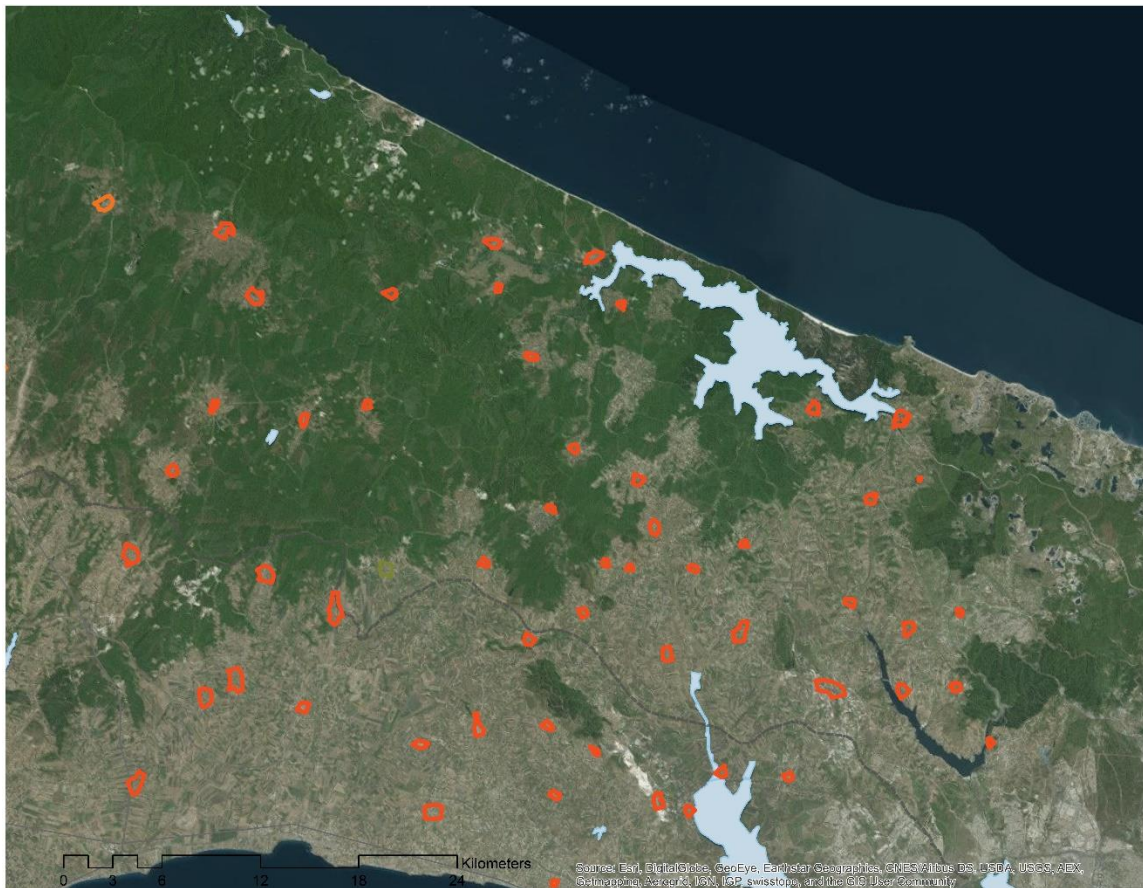 Kilometers
0 3 6 12 18 24
Source: Esri, DigitalGlobe, GeoEye, Earthstar Geographics, CNES/Airbus DS, USDA, USGS, AEX,
Getmapping, Aerogrid, IGN, IGP, swisstopo, and the GIS User Community